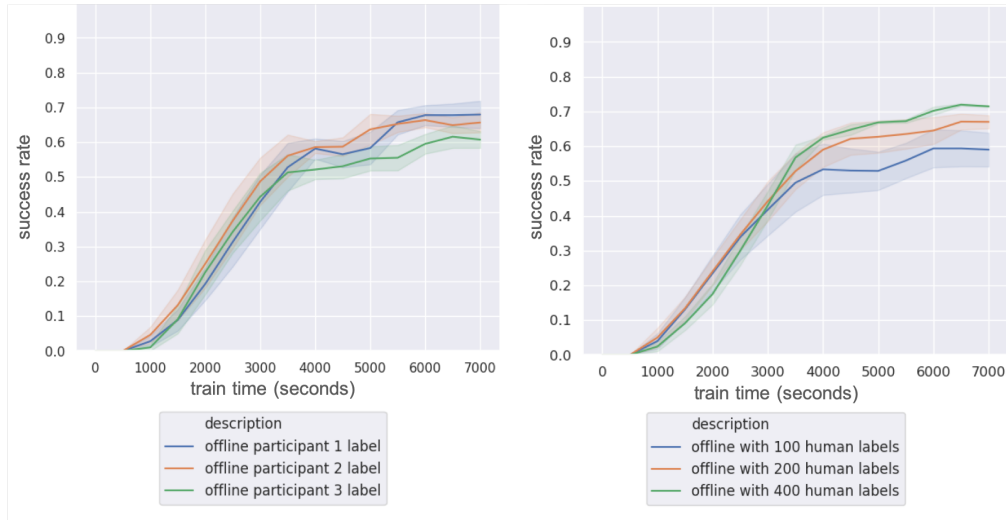 0.9
0.8
0.7
0.6
0.5
0.4
0.3
0.2
0.1
0.0
success rate
0 1000 2000 3000 4000 5000 6000 7000
train time (seconds)
description
offline participant 1 label
offline participant 2 label
offline participant 3 label
0.9
0.8
0.7
0.6
0.5
0.4
0.3
0.2
0.1
0.0
success rate
0 1000 2000 3000 4000 5000 6000 7000
train time (seconds)
description
offline with 100 human labels
offline with 200 human labels
offline with 400 human labels